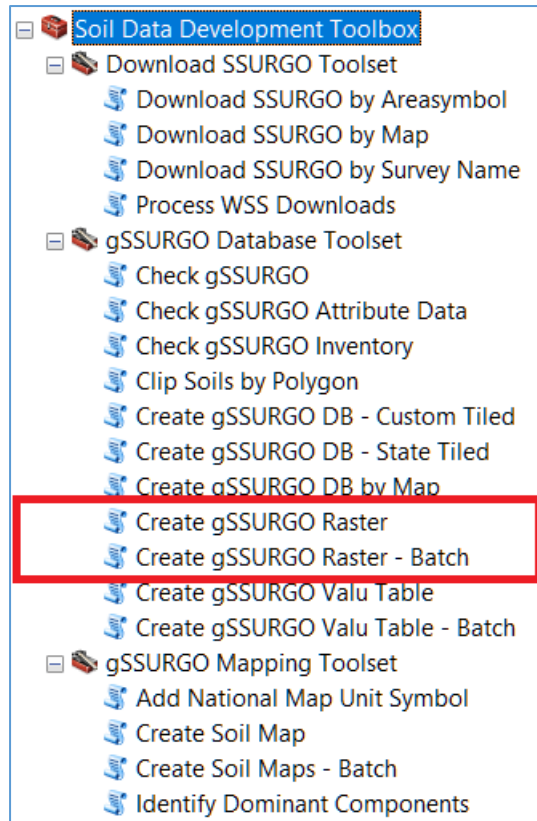 Soil Data Development Toolbox
Download SSURGO Toolset
Download SSURGO by Areasymbol
Download SSURGO by Map
Download SSURGO by Survey Name
Process WSS Downloads
gSSURGO Database Toolset
Check gSSURGO
Check gSSURGO Attribute Data
Check gSSURGO Inventory
Clip Soils by Polygon
Create gSSURGO DB - Custom Tiled
Create gSSURGO DB - State Tiled
Create gSSURGO DB by Map
Create gSSURGO Raster
Create gSSURGO Raster - Batch
Create gSSURGO Valu Table
Create gSSURGO Valu Table - Batch
gSSURGO Mapping Toolset
Add National Map Unit Symbol
Create Soil Map
Create Soil Maps - Batch
Identify Dominant Components